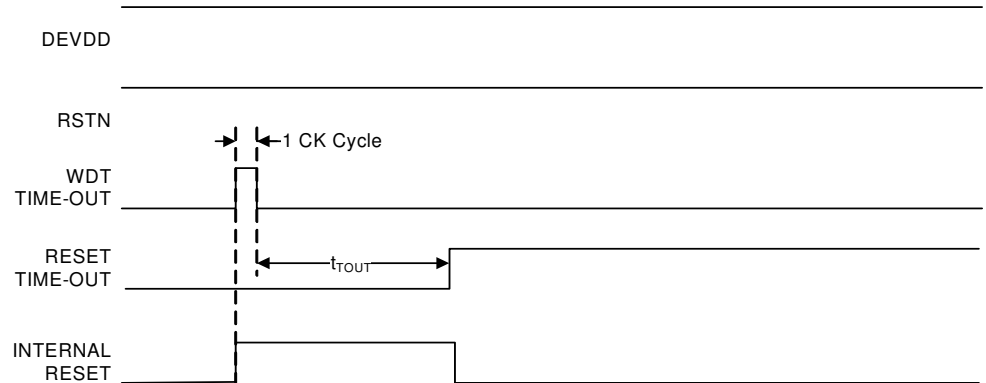 DEVDD
RSTN
1 CK Cycle
WDT
TIME-OUT
RESET
TIME-OUT
tTOUT
INTERNAL
RESET